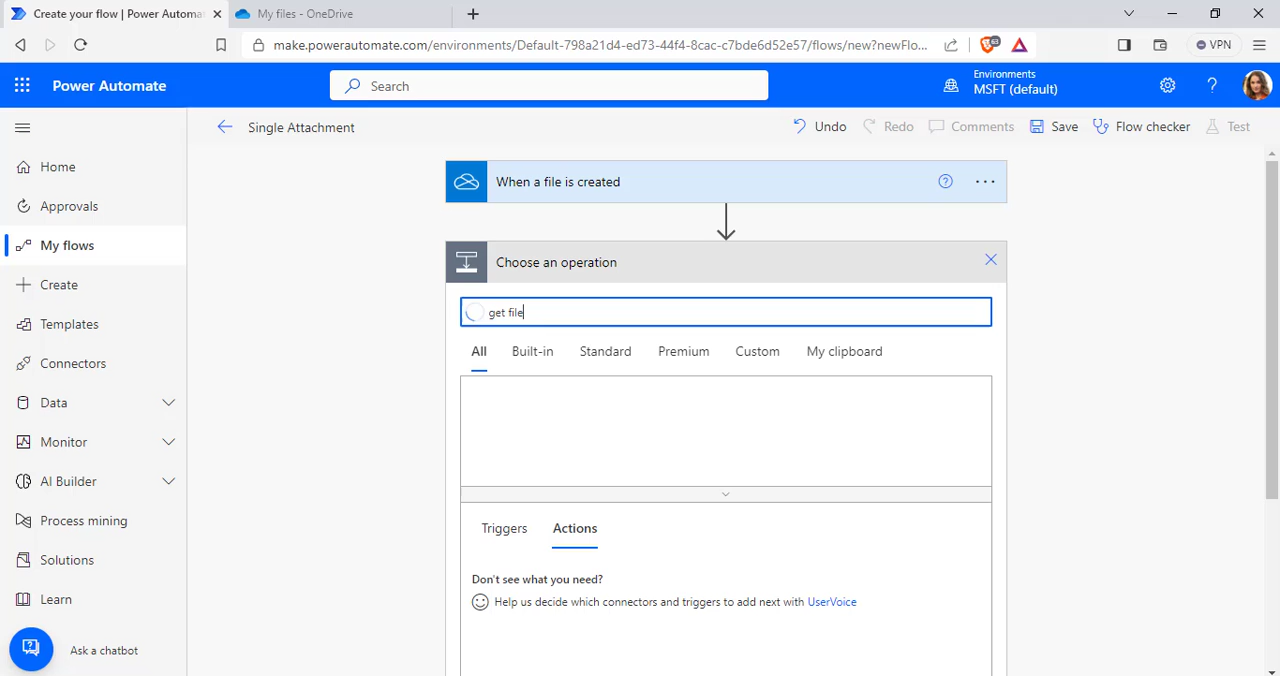 Create your flow | Power Automa
My files - OneDrive
make.powerautomate.com/environments/Default-798a21d4-ed73-44f4-8cac-c7bde6d52e57/flows/new?newFlo...
VPN
Power Automate
Search
Environments
MSFT (default)
Single Attachment
Undo
Redo
Comments
Save
Flow checker
Test
Home
Approvals
My flows
Create
Templates
Connectors
Data
Monitor
AI Builder
Process mining
Solutions
Learn
Ask a chatbot
When a file is created
Choose an operation
get file
All Built-in Standard Premium Custom My clipboard
Triggers Actions
Don't see what you need?
Help us decide which connectors and triggers to add next with UserVoice